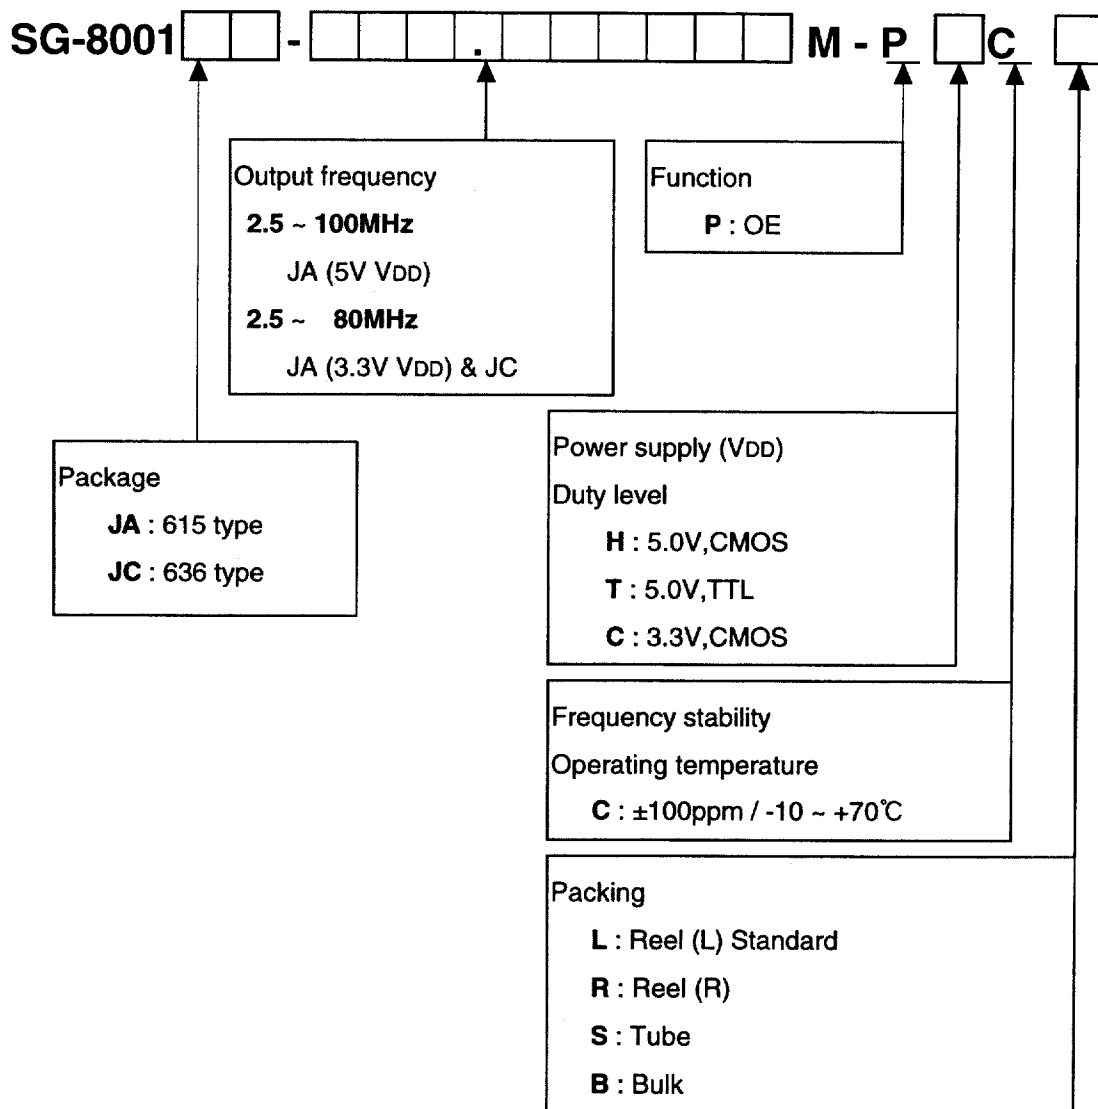 SG-8001 - . M - P C
Output frequency
2.5 ~ 100MHz
JA (5V VDD)
2.5 ~ 80MHz
JA (3.3V VDD) & JC
Function
P : OE
Package
JA : 615 type
JC : 636 type
Power supply (VDD)
Duty level
H : 5.0V,CMOS
T : 5.0V,TTL
C : 3.3V,CMOS
Frequency stability
Operating temperature
C : ±100ppm / -10 ~ +70℃
Packing
L : Reel (L) Standard
R : Reel (R)
S : Tube
B : Bulk